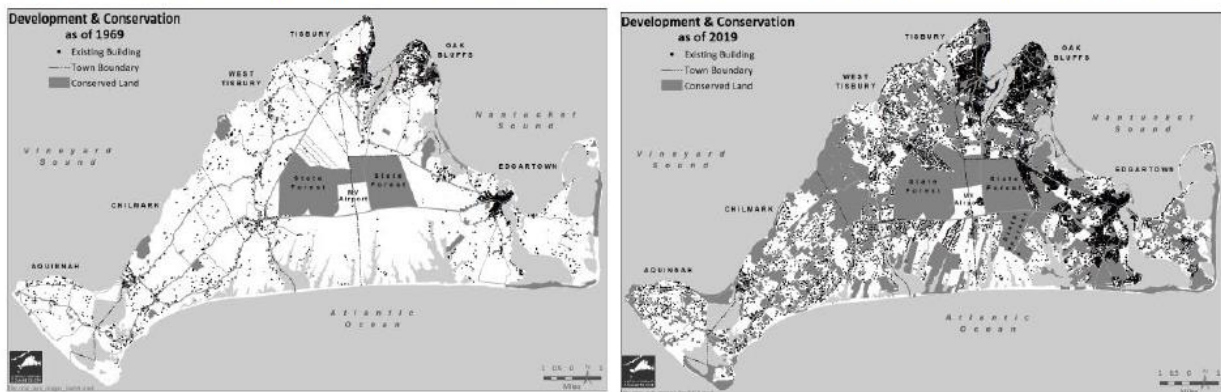 Development & Conservation
as of 1969
Existing Building
Town Boundary
Conserved Land
TISBURY
OAK
BLUFFS
WEST
TISBURY
Nantucket
Sound
Vineyard
Sound
EDGARTOWN
State
Forest
State
Forest
MV
Airport
CHILMARK
AQUINNAH
Atlantic
Ocean
Miles
Development & Conservation
as of 2019
Existing Building
Town Boundary
Conserved Land
TISBURY
OAK
BLUFFS
WEST
TISBURY
Nantucket
Sound
Vineyard
Sound
EDGARTOWN
State
Forest
State
Forest
MV
Airport
CHILMARK
AQUINNAH
Atlantic
Ocean
Miles